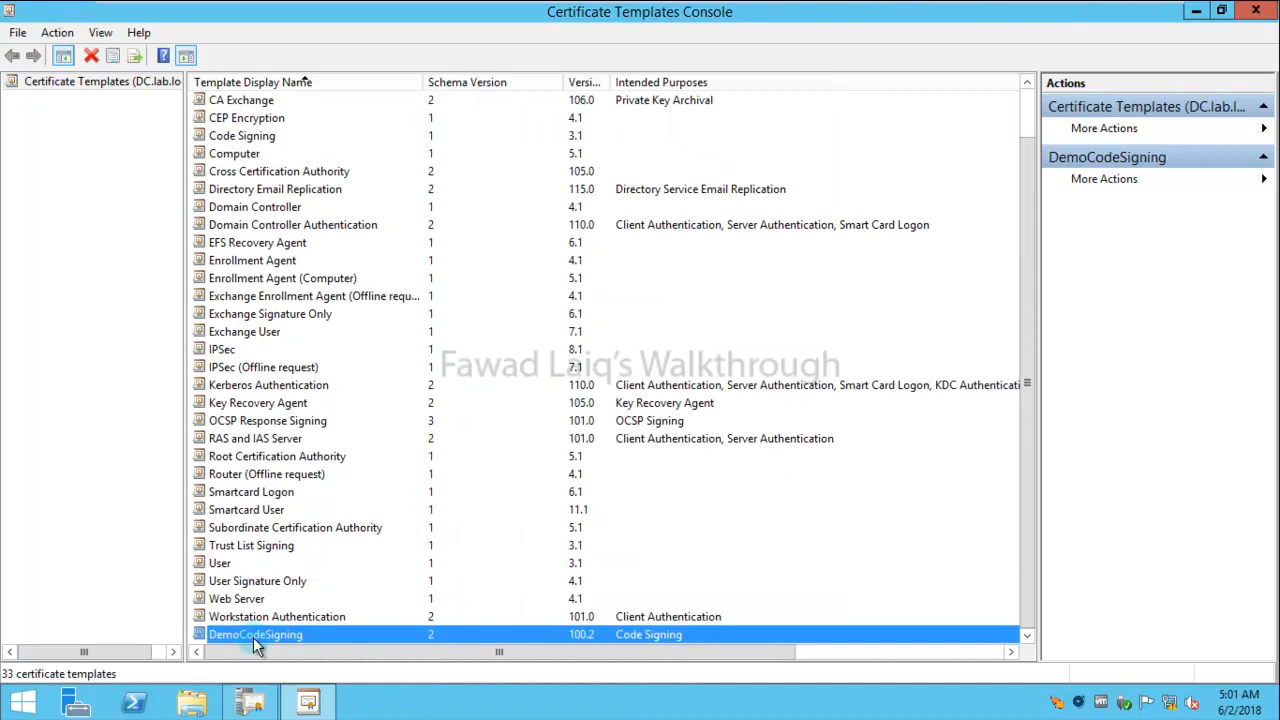 Certificate Templates Console
File Action View Help
Certificate Templates (DC.lab.lo
Template Display Name Schema Version Versi... Intended Purposes
CA Exchange 2 106.0 Private Key Archival
CEP Encryption 1 4.1
Code Signing 1 3.1
Computer 1 5.1
Cross Certification Authority 2 105.0
Directory Email Replication 2 115.0 Directory Service Email Replication
Domain Controller 1 4.1
Domain Controller Authentication 2 110.0 Client Authentication, Server Authentication, Smart Card Logon
EFS Recovery Agent 1 6.1
Enrollment Agent 1 4.1
Enrollment Agent (Computer) 1 5.1
Exchange Enrollment Agent (Offline requ... 1 4.1
Exchange Signature Only 1 6.1
Exchange User 1 7.1
IPSec 1 8.1
IPSec (Offline request) 1 7.1
Kerberos Authentication 2 110.0 Client Authentication, Server Authentication, Smart Card Logon, KDC Authenticati
Key Recovery Agent 2 105.0 Key Recovery Agent
OCSP Response Signing 3 101.0 OCSP Signing
RAS and IAS Server 2 101.0 Client Authentication, Server Authentication
Root Certification Authority 1 5.1
Router (Offline request) 1 4.1
Smartcard Logon 1 6.1
Smartcard User 1 11.1
Subordinate Certification Authority 1 5.1
Trust List Signing 1 3.1
User 1 3.1
User Signature Only 1 4.1
Web Server 1 4.1
Workstation Authentication 2 101.0 Client Authentication
DemoCodeSigning 2 100.2 Code Signing
Fawad Laiq's Walkthrough
Actions
Certificate Templates (DC.lab.l...
More Actions
DemoCodeSigning
More Actions
33 certificate templates
5:01 AM
6/2/2018